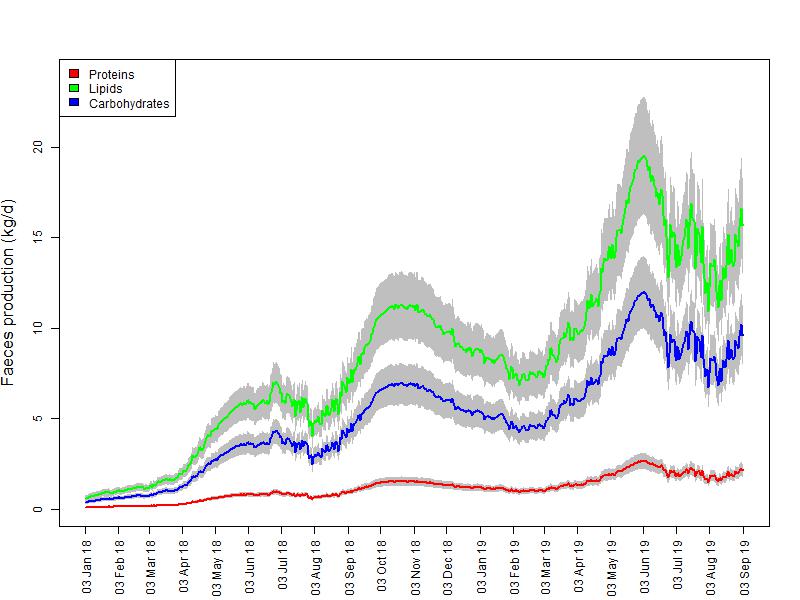 Proteins
Lipids
Carbohydrates
Faeces production (kg/d)
20
15
10
5
0
03 Jan 18
03 Feb 18
03 Mar 18
03 Apr 18
03 May 18
03 Jun 18
03 Jul 18
03 Aug 18
03 Sep 18
03 Oct 18
03 Nov 18
03 Dec 18
03 Jan 19
03 Feb 19
03 Mar 19
03 Apr 19
03 May 19
03 Jun 19
03 Jul 19
03 Aug 19
03 Sep 19